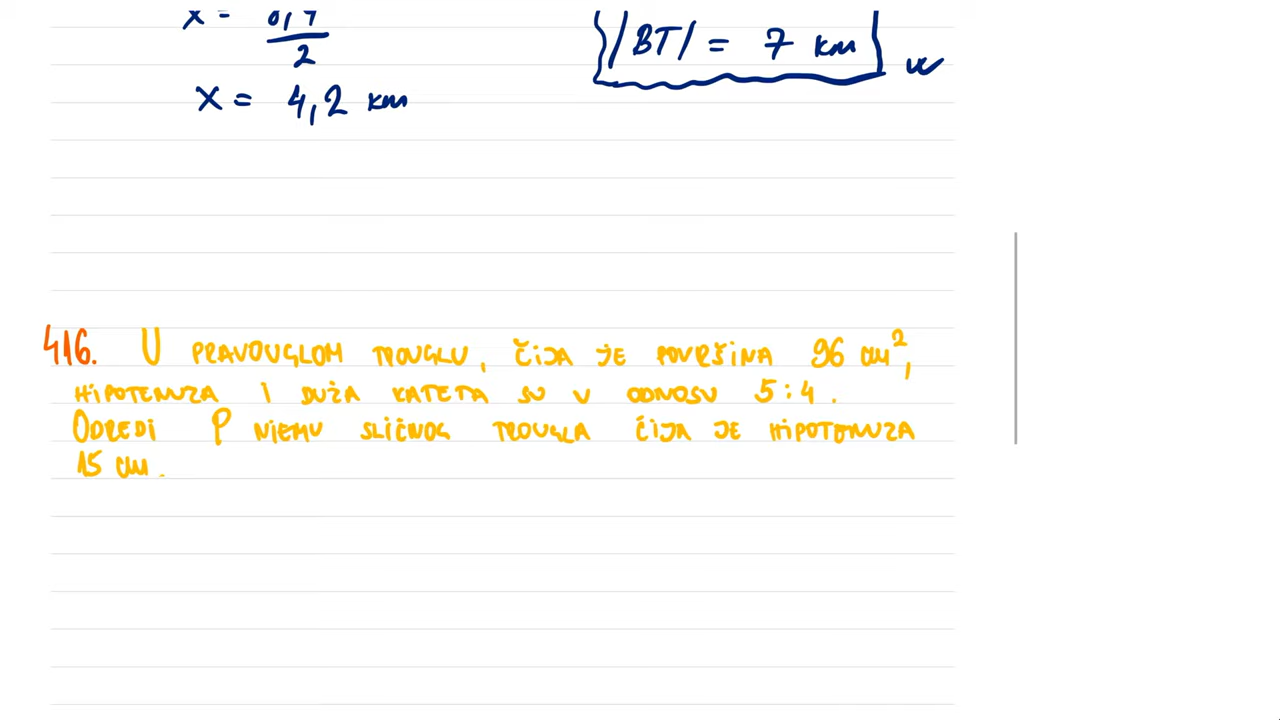 x =
2
x = 4,2 km
|BT| = 7 km
416. U PRAVOUGLOM TROUGLU, ČIJA JE POVRŠINA 96 cm²,
HIPOTENUZA I DUŽA KATETA SU U ODNOSU 5:4.
ODREDI P NJEMU SLIČNOG TROUGLA ČIJA JE HIPOTENUZA
15 cm.